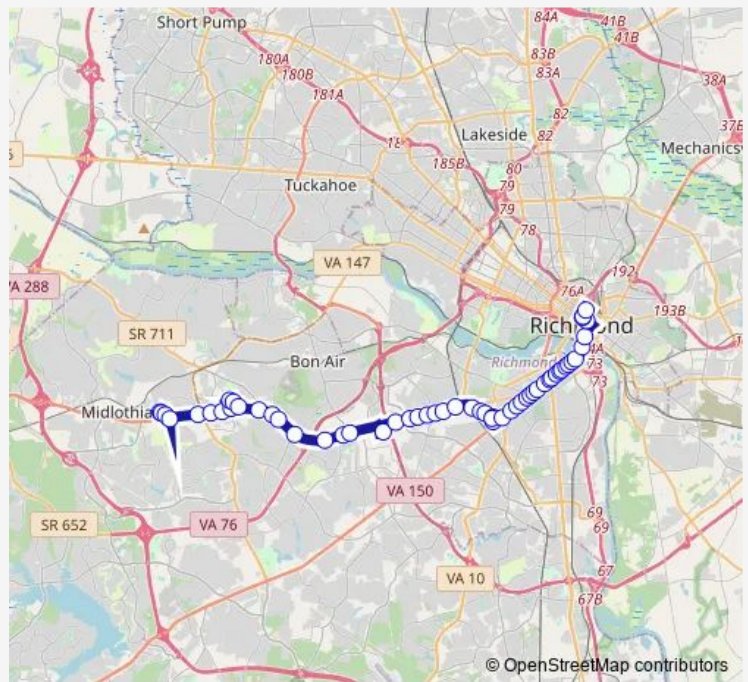 Short Pump
84A
41B
41B
180A
180B
83B
83A
38A
181A
82
37B
Lakeside
82
Mechanicsv
185B
80
Tuckahoe
79
79
78
VA 147
192
VA 288
76A
193B
SR 711
Richmond
Bon Air
Richmond
73
Midlothia
73
VA 150
SR 652
VA 76
69
69
VA 10
67
67B
© OpenStreetMap contributors